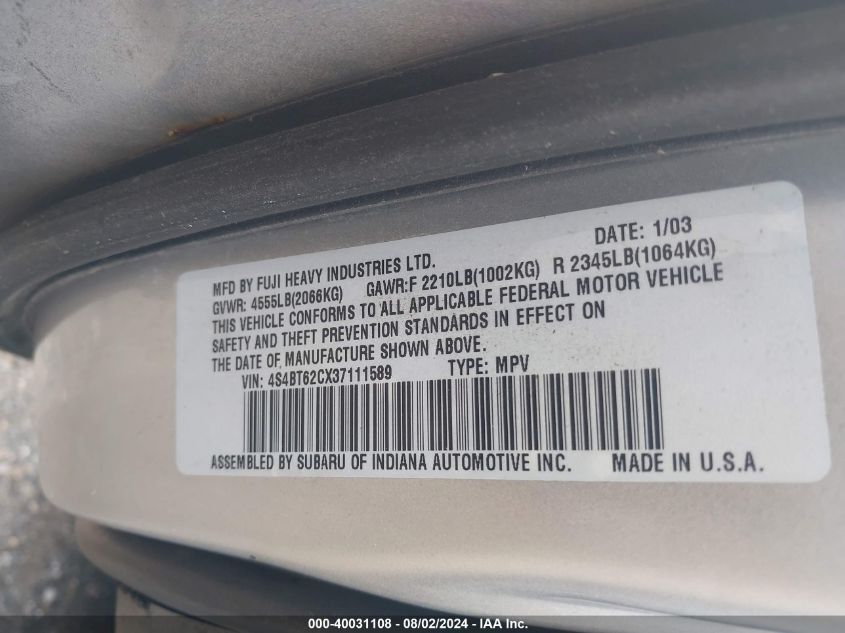 DATE: 1/03
MFD BY FUJI HEAVY INDUSTRIES LTD.
GVWR: 4555LB(2066KG) GAWR:F 2210LB(1002KG) R 2345LB(1064KG)
THIS VEHICLE CONFORMS TO ALL APPLICABLE FEDERAL MOTOR VEHICLE
SAFETY AND THEFT PREVENTION STANDARDS IN EFFECT ON
THE DATE OF MANUFACTURE SHOWN ABOVE.
VIN: 4S4BT62CX37111589 TYPE: MPV
ASSEMBLED BY SUBARU OF INDIANA AUTOMOTIVE INC. MADE IN U.S.A.
000-40031108 - 08/02/2024 - IAA Inc.